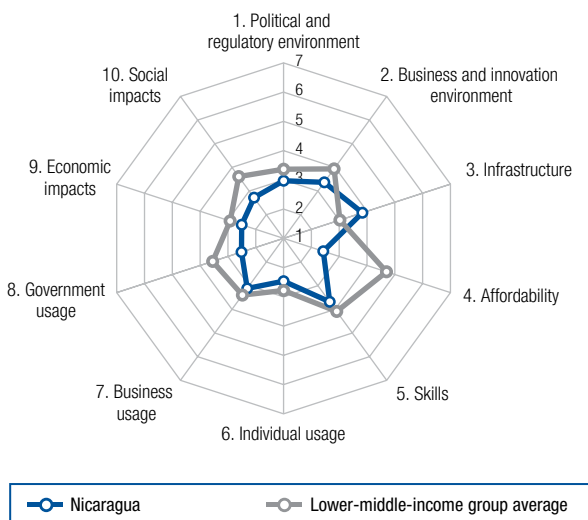 1. Political and
regulatory environment
7
6
5
4
3
2
1
2. Business and innovation
environment
3. Infrastructure
4. Affordability
5. Skills
6. Individual usage
7. Business
usage
8. Government
usage
9. Economic
impacts
10. Social
impacts
Nicaragua
Lower-middle-income group average